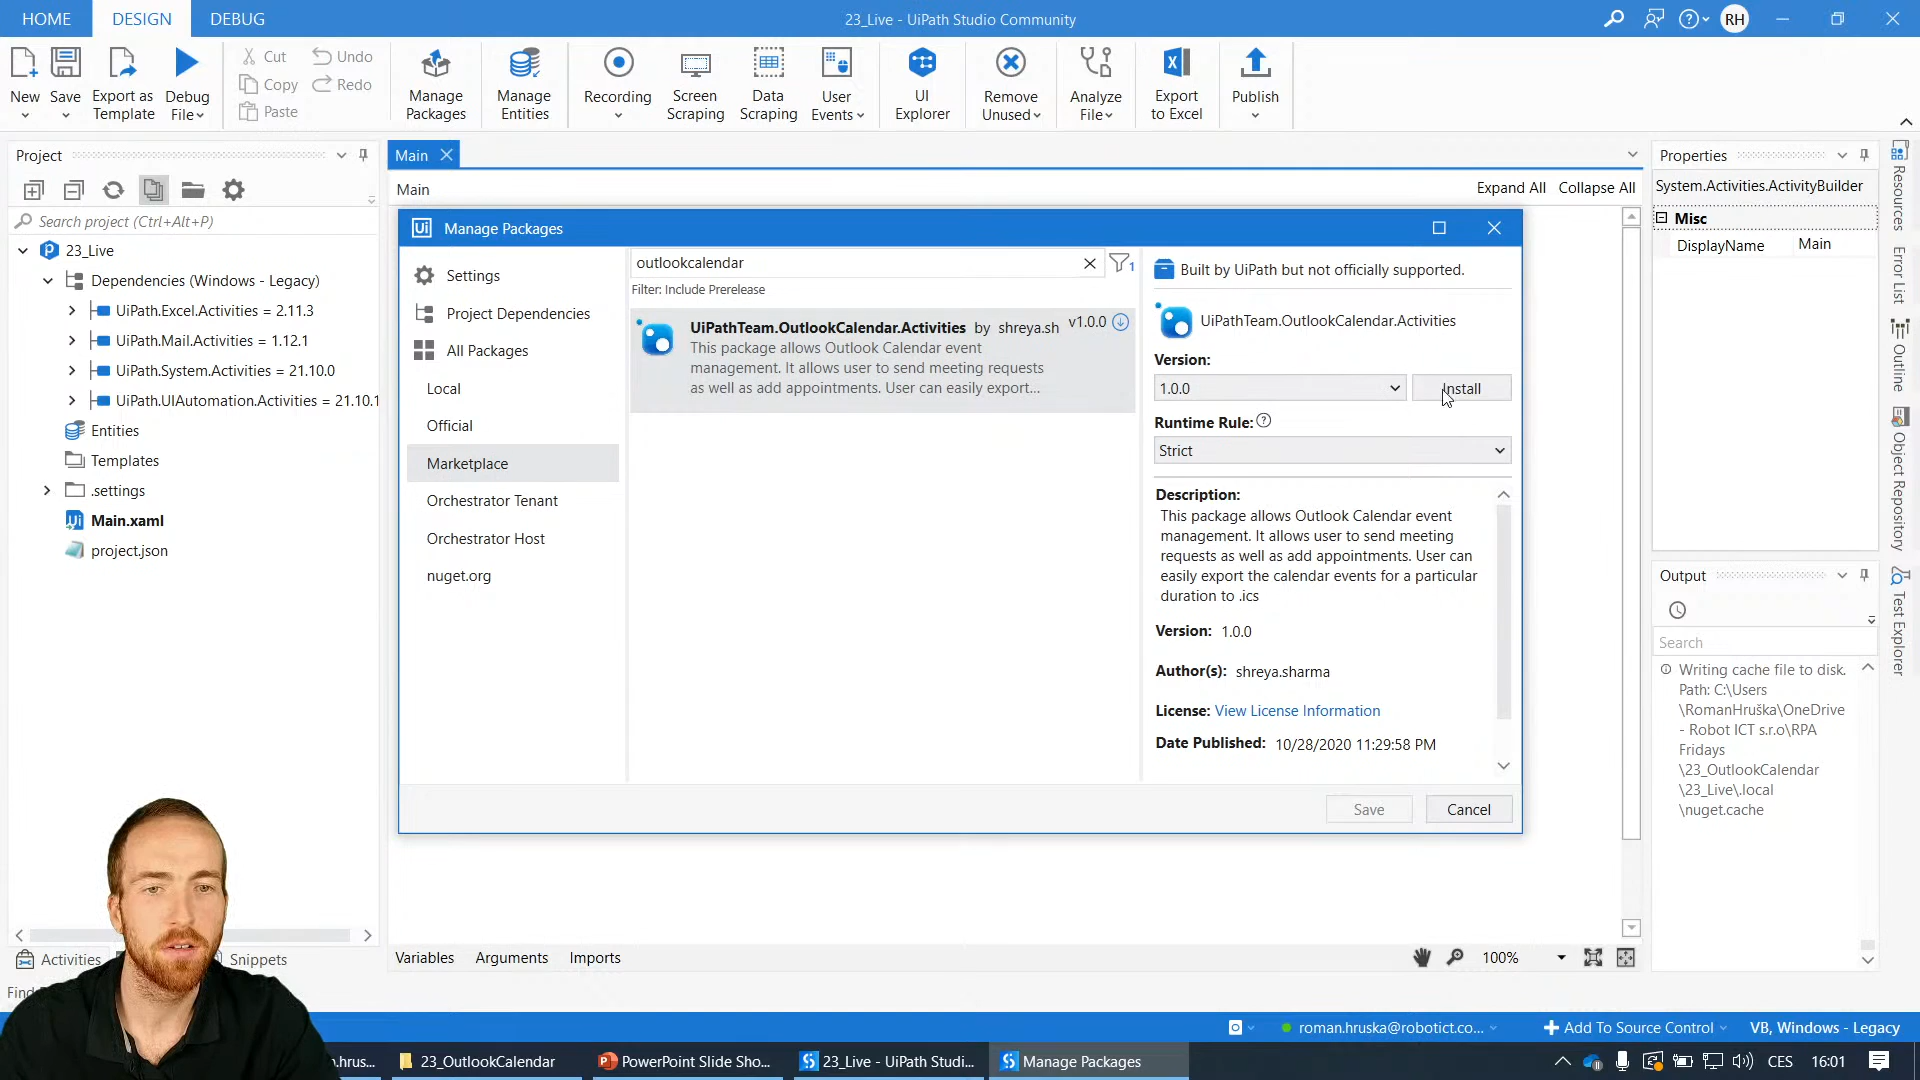 HOME
DESIGN
DEBUG
23_Live - UiPath Studio Community
RH
New
Save
Export as
Template
Debug
File
Cut
Copy
Paste
Undo
Redo
Manage
Packages
Manage
Entities
Recording
Screen
Scraping
Data
Scraping
User
Events
UI
Explorer
Remove
Unused
Analyze
File
Export
to Excel
Publish
Project
Search project (Ctrl+Alt+P)
23_Live
Dependencies (Windows - Legacy)
UiPath.Excel.Activities = 2.11.3
UiPath.Mail.Activities = 1.12.1
UiPath.System.Activities = 21.10.0
UiPath.UIAutomation.Activities = 21.10.1
Entities
Templates
.settings
Main.xaml
project.json
Activities
Snippets
Main
Main
Expand All
Collapse All
Ui
Manage Packages
Settings
Project Dependencies
All Packages
Local
Official
Marketplace
Orchestrator Tenant
Orchestrator Host
nuget.org
outlookcalendar
1
Filter: Include Prerelease
UiPathTeam.OutlookCalendar.Activities by shreya.sh
v1.0.0
This package allows Outlook Calendar event
management. It allows user to send meeting requests
as well as add appointments. User can easily export...
Built by UiPath but not officially supported.
UiPathTeam.OutlookCalendar.Activities
Version:
1.0.0
Install
Runtime Rule:
Strict
Description:
This package allows Outlook Calendar event
management. It allows user to send meeting
requests as well as add appointments. User can
easily export the calendar events for a particular
duration to .ics
Version: 1.0.0
Author(s): shreya.sharma
License: View License Information
Date Published: 10/28/2020 11:29:58 PM
Save
Cancel
Variables
Arguments
Imports
100%
Properties
System.Activities.ActivityBuilder
Misc
DisplayName
Main
Output
Search
Writing cache file to disk.
Path: C:\Users
\RomanHruška\OneDrive
- Robot ICT s.r.o\RPA
Fridays
\23_OutlookCalendar
\23_Live\.local
\nuget.cache
Resources
Error List
Outline
Object Repository
Test Explorer
roman.hruska@robotict.co...
Add To Source Control
VB, Windows - Legacy
.hrus...
23_OutlookCalendar
PowerPoint Slide Sho...
23_Live - UiPath Studi...
Manage Packages
CES
16:01